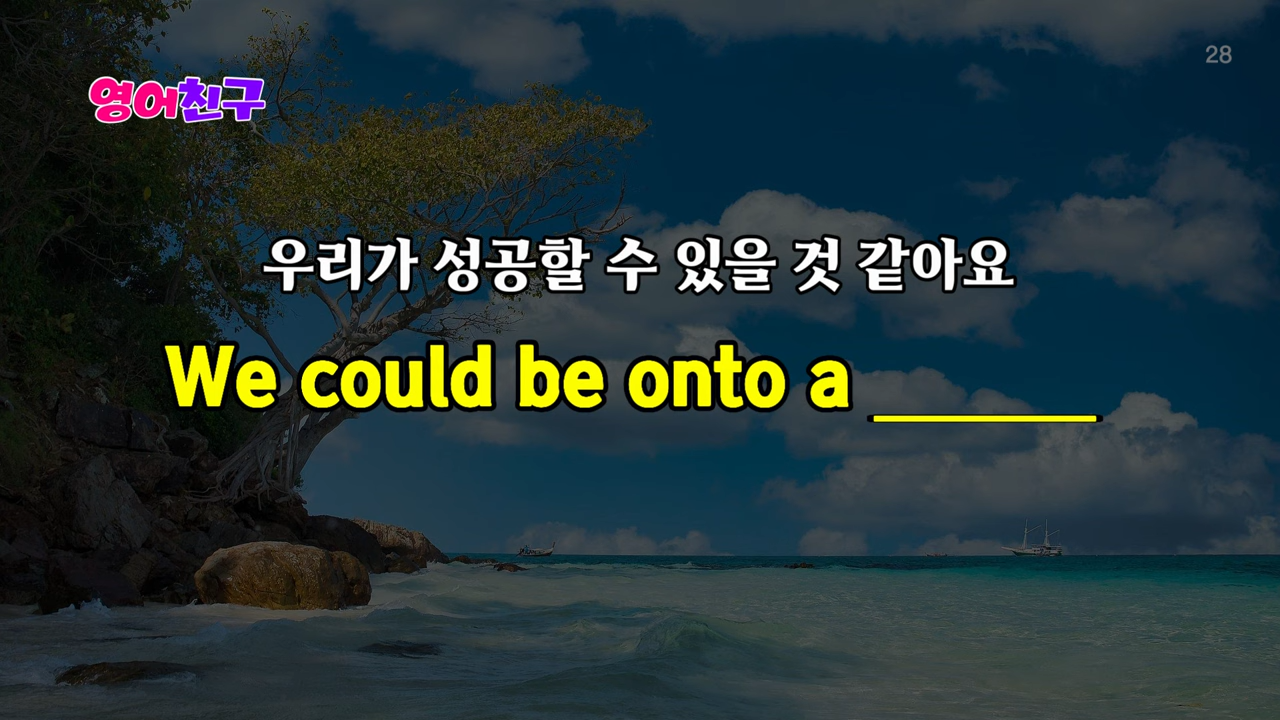 28
영어친구
우리가 성공할 수 있을 것 같아요
We could be onto a ______